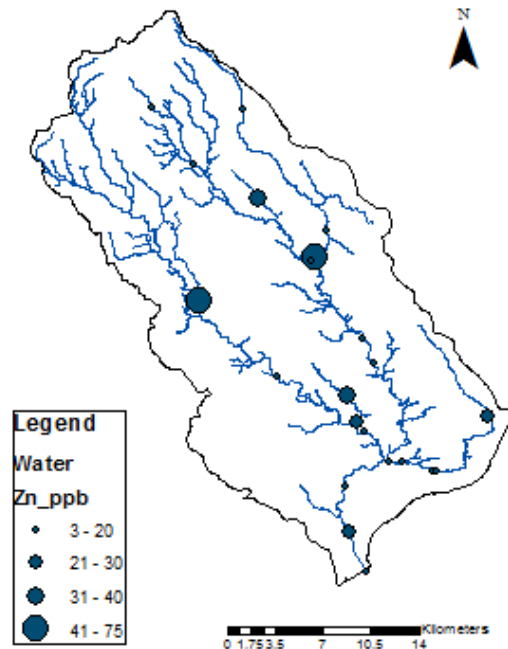 N
Legend
Water
Zn_ppb
3 - 20
21 - 30
31 - 40
41 - 75
Kilometers
0 1.75 3.5 7 10.5 14